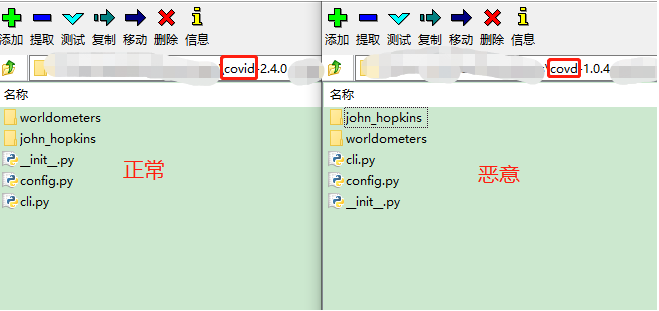 添加 提取 测试 复制 移动 删除 信息
covid-2.4.0
名称
worldometers
john_hopkins
__init__.py
config.py
cli.py
正常
添加 提取 测试 复制 移动 删除 信息
covd-1.0.4
名称
john_hopkins
worldometers
cli.py
config.py
__init__.py
恶意